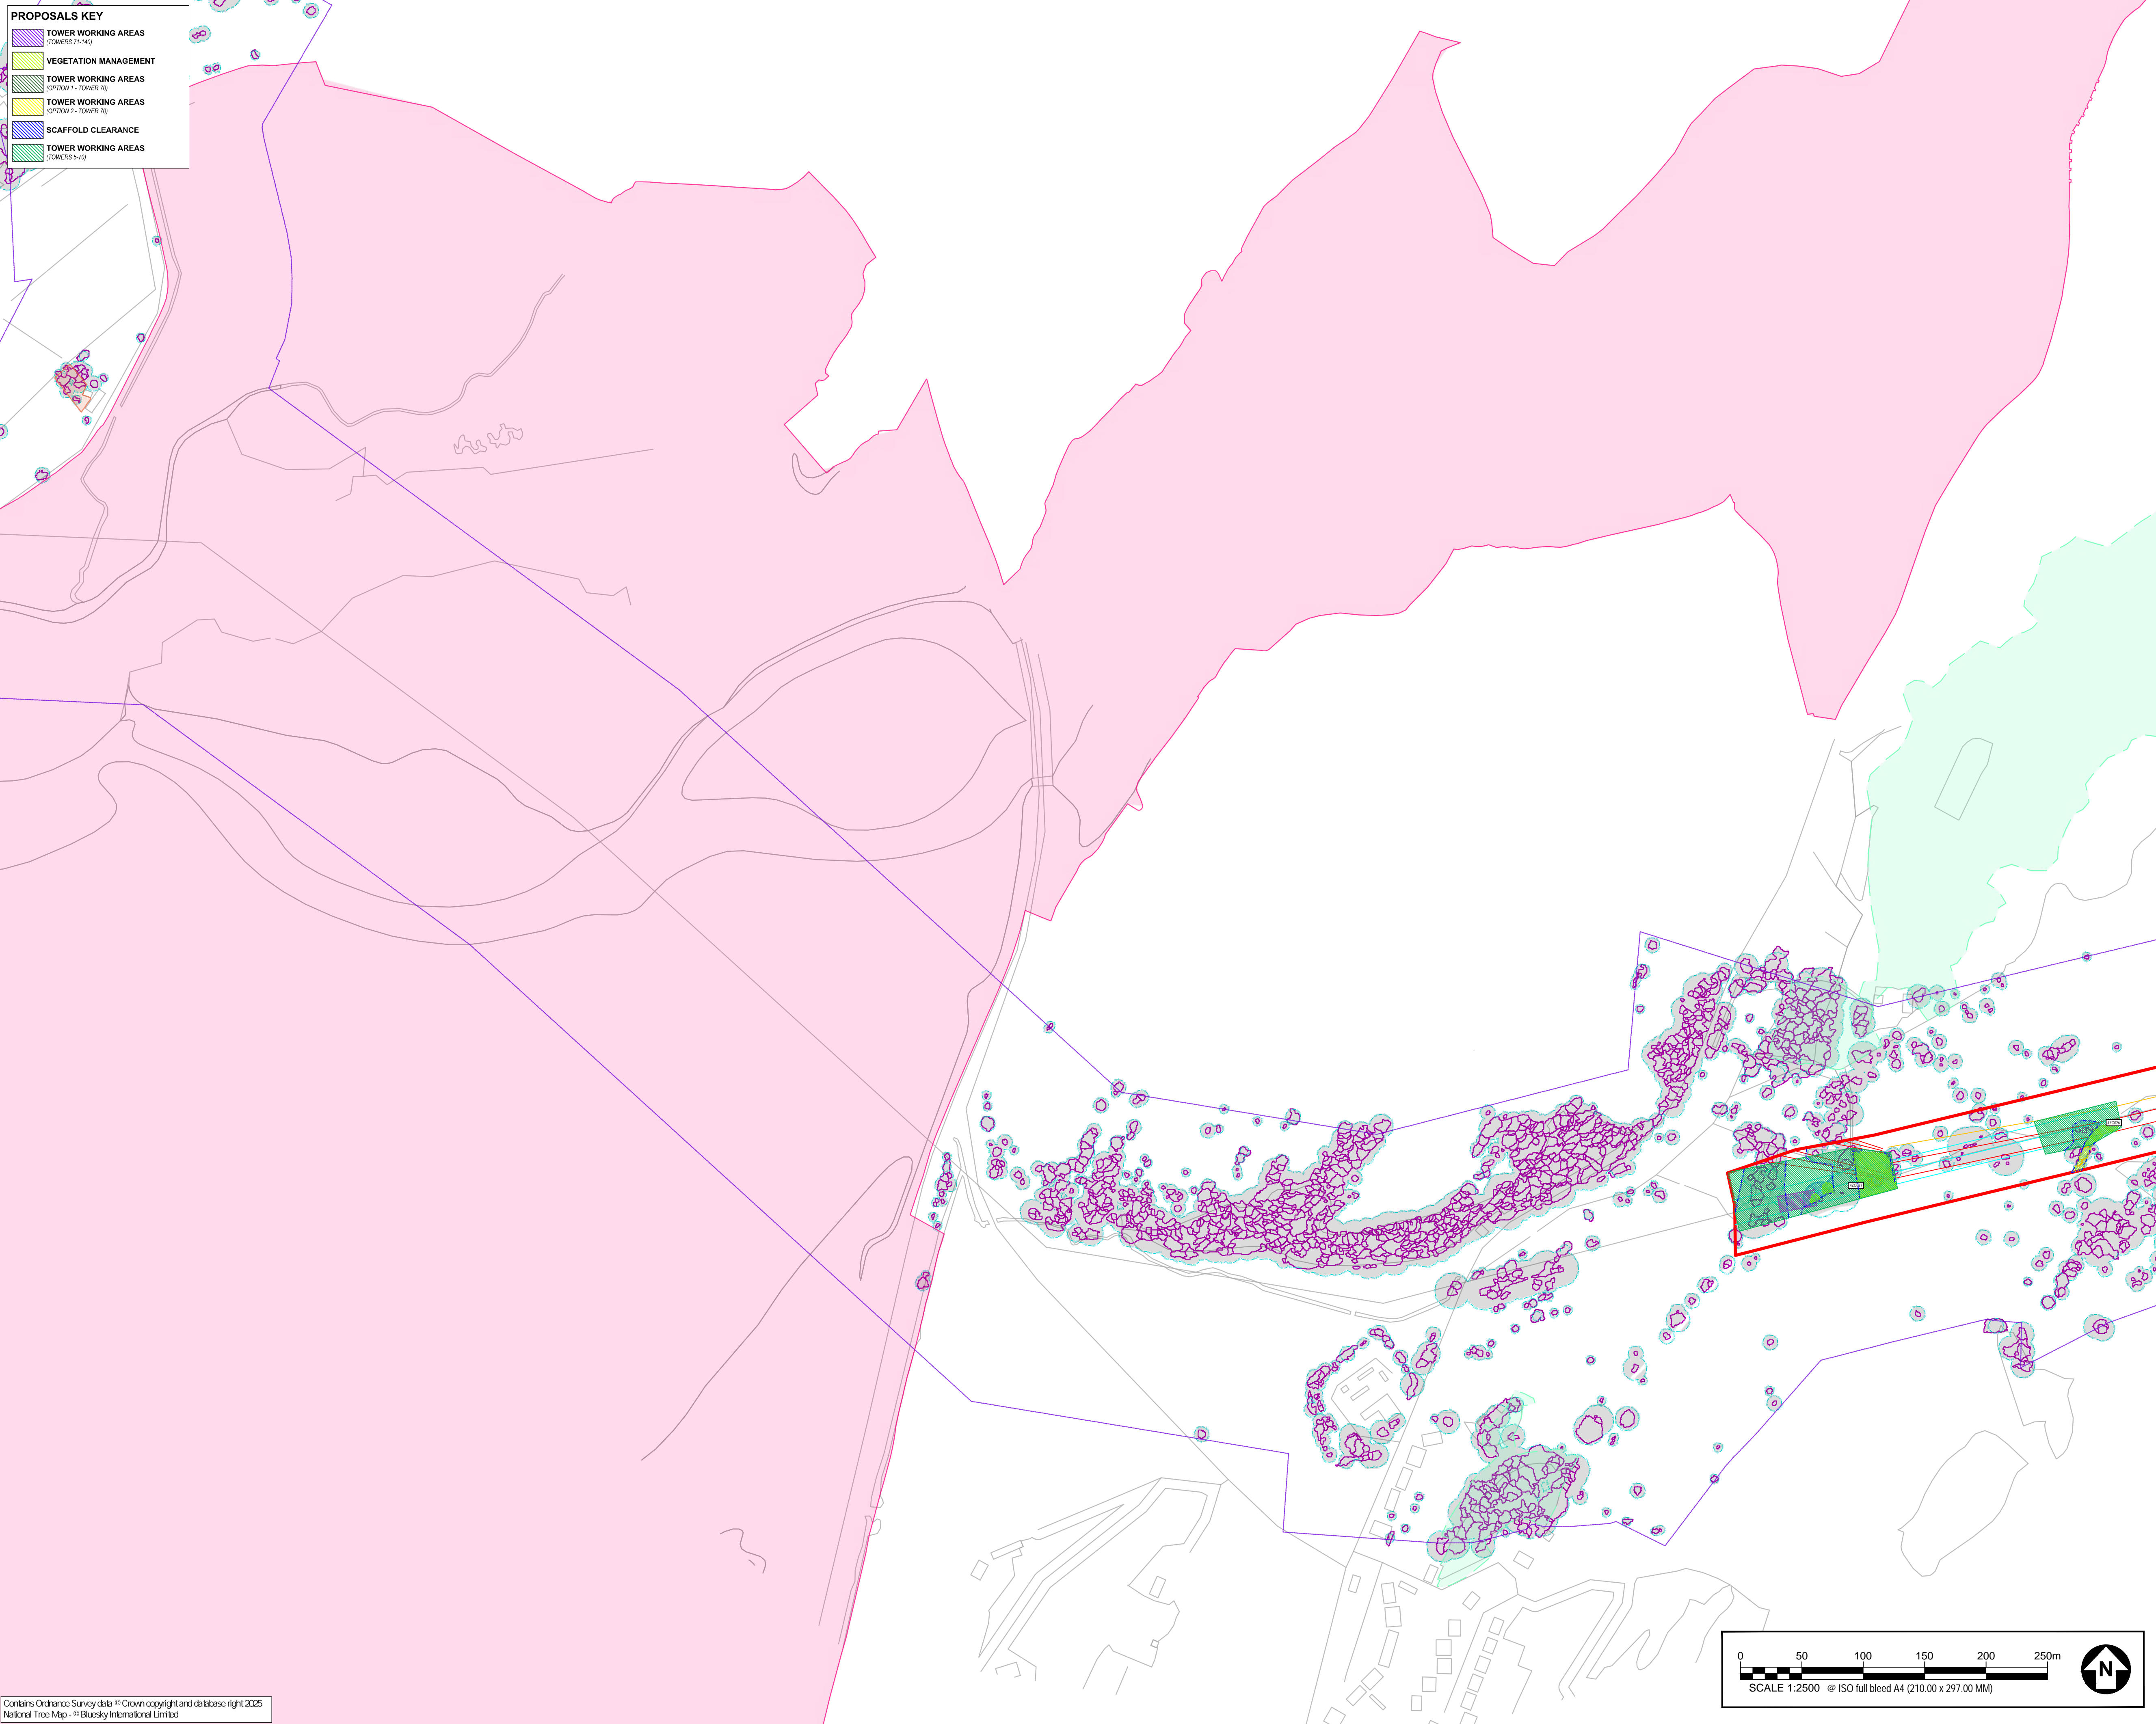 PROPOSALS KEY
TOWER WORKING AREAS
(TOWERS 71-140)
VEGETATION MANAGEMENT
TOWER WORKING AREAS
(OPTION 1 - TOWER 70)
TOWER WORKING AREAS
(OPTION 2 - TOWER 70)
SCAFFOLD CLEARANCE
TOWER WORKING AREAS
(TOWERS 5-70)
0 50 100 150 200 250m
SCALE 1:2500 @ ISO full bleed A4 (210.00 x 297.00 MM)
N
Contains Ordnance Survey data © Crown copyright and database right 2025
National Tree Map - © Bluesky International Limited